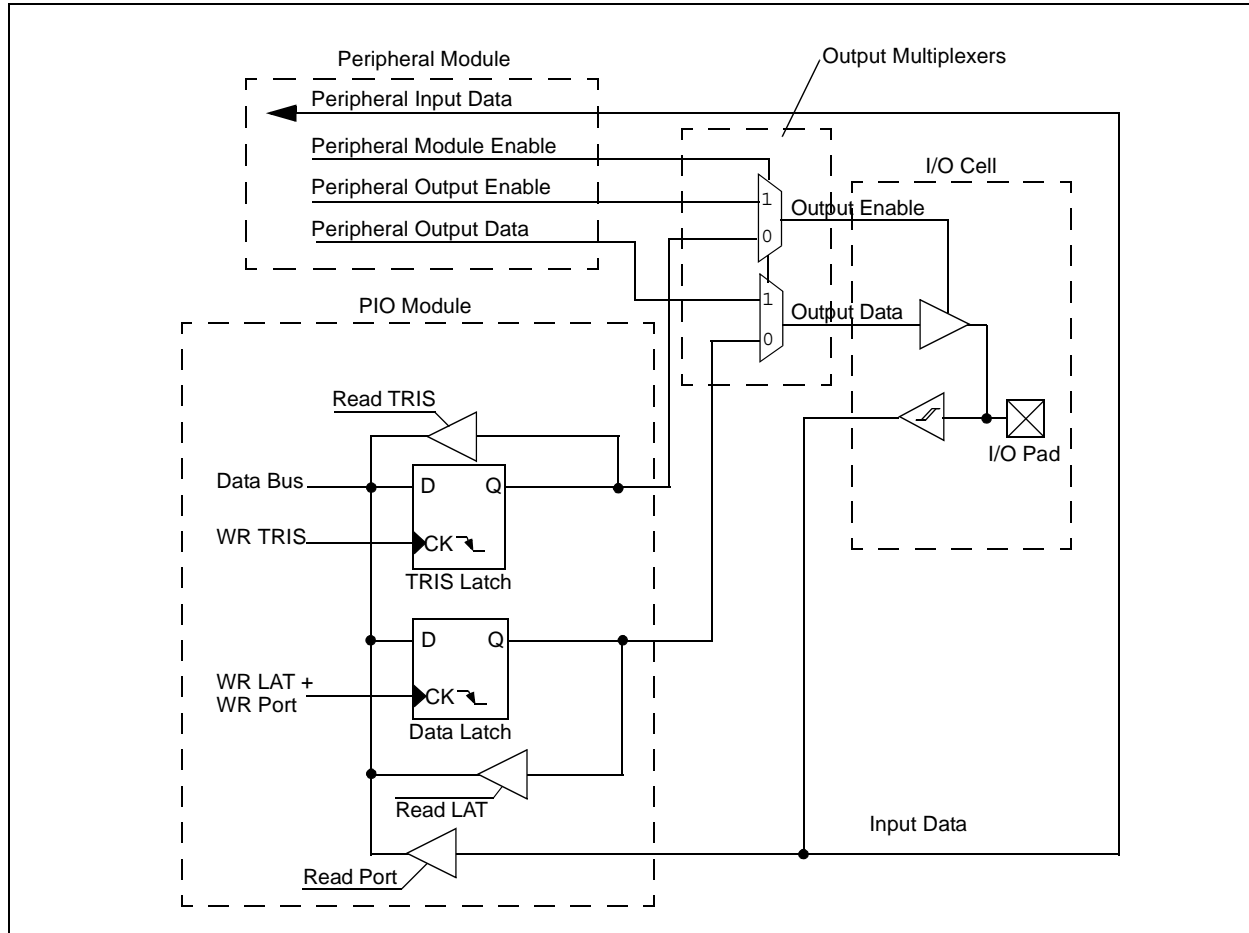 Peripheral Module
Output Multiplexers
Peripheral Input Data
Peripheral Module Enable
Peripheral Output Enable
Peripheral Output Data
I/O Cell
1
0
Output Enable
1
0
Output Data
I/O Pad
PIO Module
Read TRIS
Data Bus
D
Q
WR TRIS
CK
TRIS Latch
D
Q
WR LAT +
WR Port
CK
Data Latch
Read LAT
Input Data
Read Port